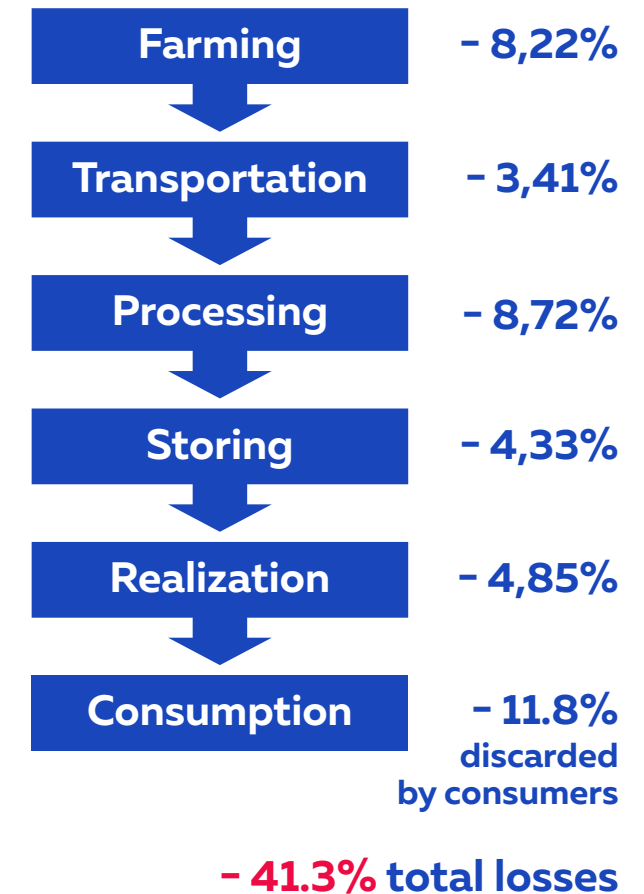 Farming – 8,22%
Transportation – 3,41%
Processing – 8,72%
Storing – 4,33%
Realization – 4,85%
Consumption – 11.8%
discarded
by consumers
– 41.3% total losses